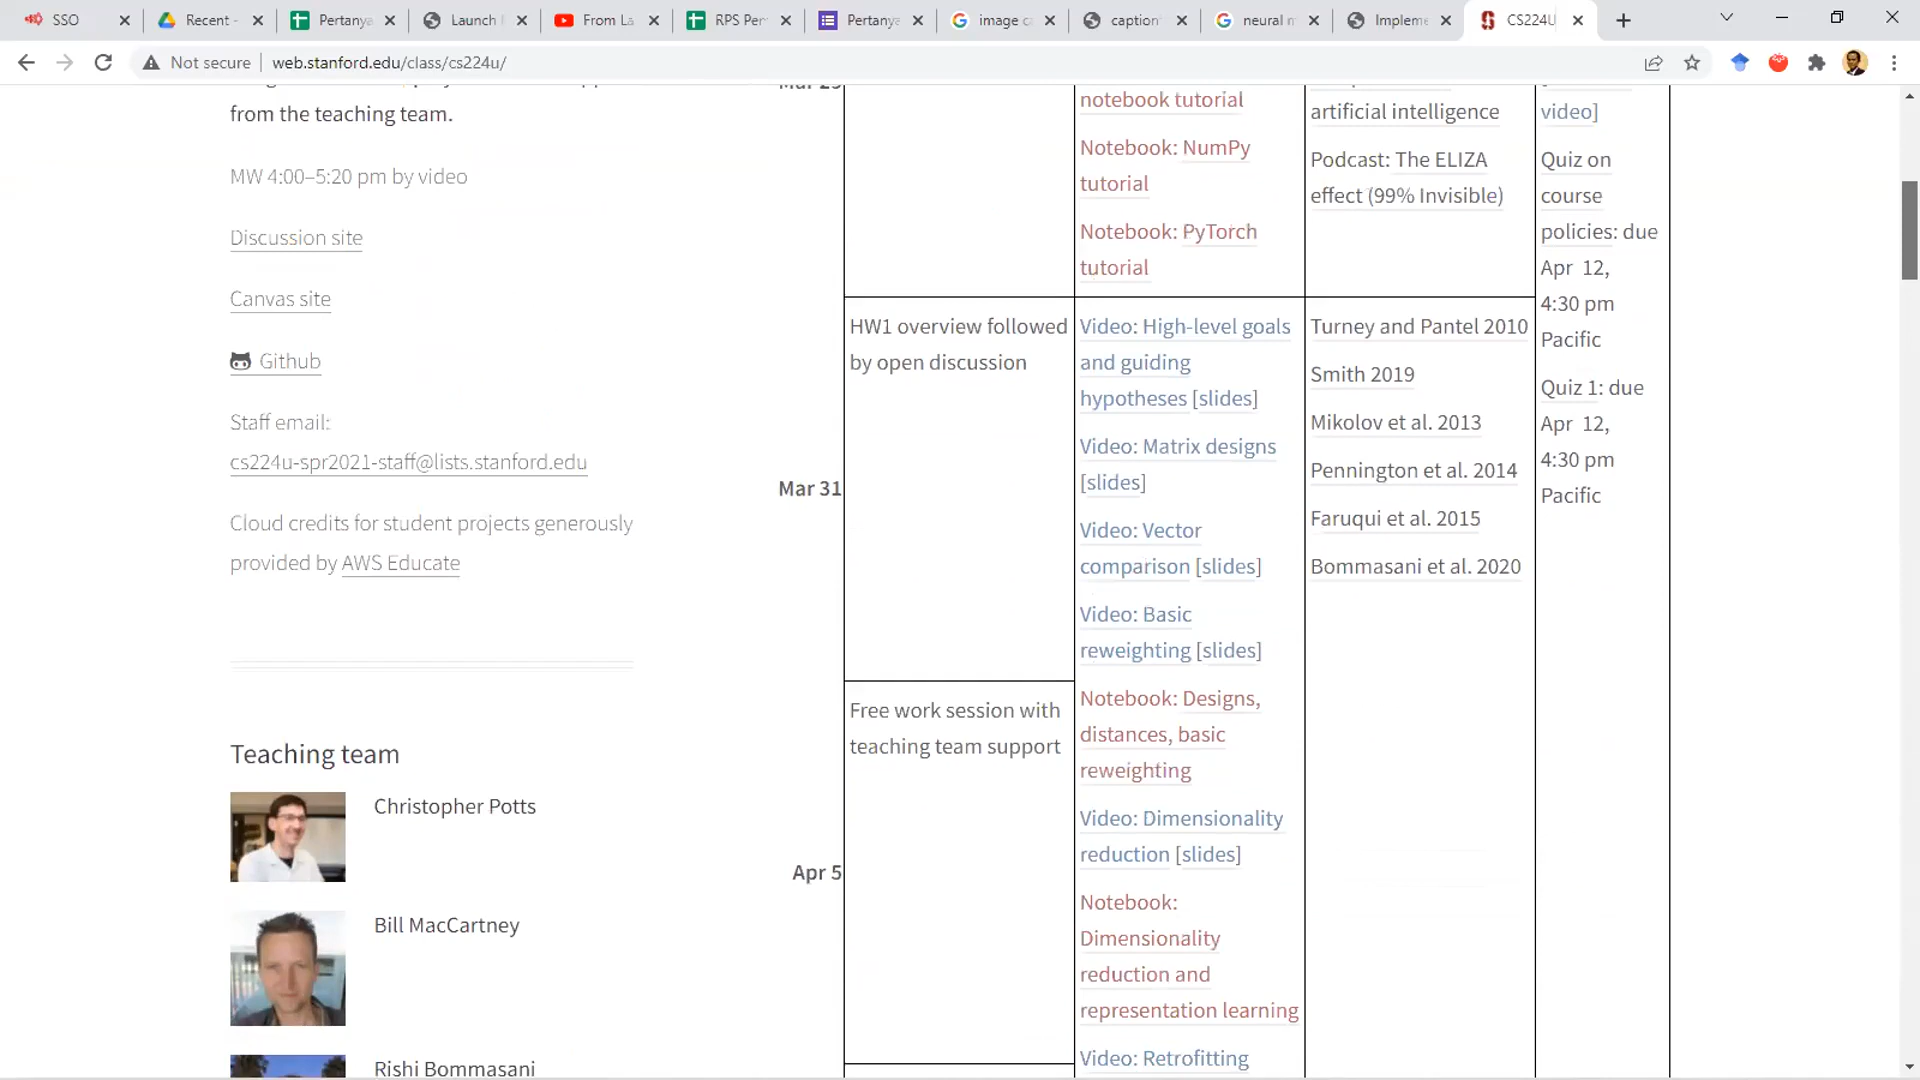 SSO
Recent -
Pertanya
Launch M
From La
RPS Per
Pertanya
image ca
caption
neural m
Impleme
CS224U
Not secure
web.stanford.edu/class/cs224u/
from the teaching team.
MW 4:00–5:20 pm by video
Discussion site
Canvas site
Github
Staff email:
cs224u-spr2021-staff@lists.stanford.edu
Cloud credits for student projects generously
provided by AWS Educate
Teaching team
Christopher Potts
Bill MacCartney
Rishi Bommasani
Mar 31
HW1 overview followed
by open discussion
Apr 5
Free work session with
teaching team support
notebook tutorial
Notebook: NumPy
tutorial
Notebook: PyTorch
tutorial
Video: High-level goals
and guiding
hypotheses [slides]
Video: Matrix designs
[slides]
Video: Vector
comparison [slides]
Video: Basic
reweighting [slides]
Notebook: Designs,
distances, basic
reweighting
Video: Dimensionality
reduction [slides]
Notebook:
Dimensionality
reduction and
representation learning
Video: Retrofitting
artificial intelligence
Podcast: The ELIZA
effect (99% Invisible)
Turney and Pantel 2010
Smith 2019
Mikolov et al. 2013
Pennington et al. 2014
Faruqui et al. 2015
Bommasani et al. 2020
video]
Quiz on
course
policies: due
Apr 12,
4:30 pm
Pacific
Quiz 1: due
Apr 12,
4:30 pm
Pacific